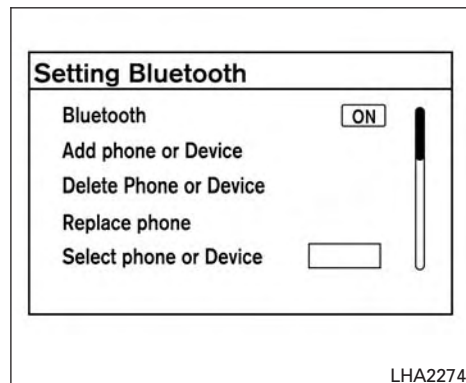 Setting Bluetooth
Bluetooth ON
Add phone or Device
Delete Phone or Device
Replace phone
Select phone or Device
LHA2274